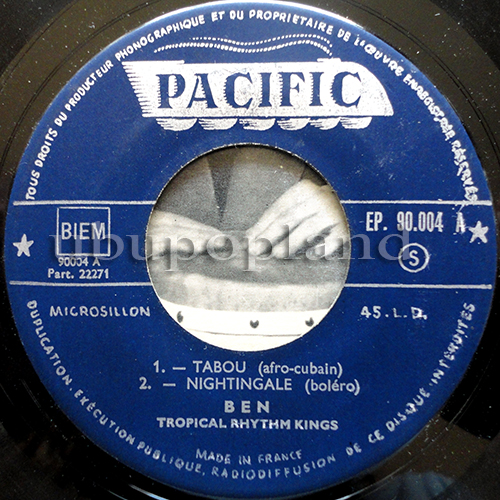 TOUS DROITS DU PRODUCTEUR PHONOGRAPHIQUE ET DU PROPRIETAIRE DE L'ŒUVRE ENREGISTREE RÉSERVÉS
PACIFIC
BIEM
90004 A
Part. 22271
EP. 90.004 A
S
ubupopland
MICROSILLON
45. L. D.
1. — TABOU (afro-cubain)
2. — NIGHTINGALE (boléro)
BEN
TROPICAL RHYTHM KINGS
MADE IN FRANCE
DUPLICATION, EXÉCUTION PUBLIQUE, RADIODIFFUSION DE CE DISQUE INTERDITES